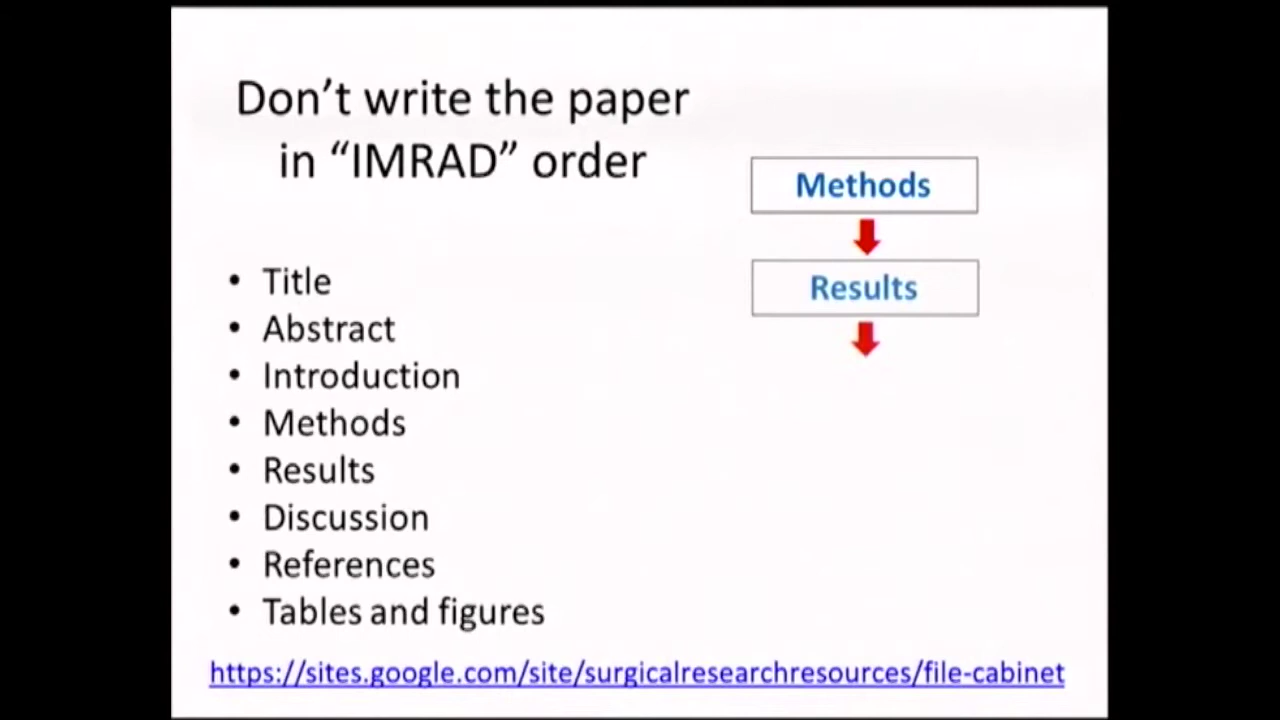 Don’t write the paper
in “IMRAD” order
Methods
Results
• Title
• Abstract
• Introduction
• Methods
• Results
• Discussion
• References
• Tables and figures
https://sites.google.com/site/surgicalresearchresources/file-cabinet